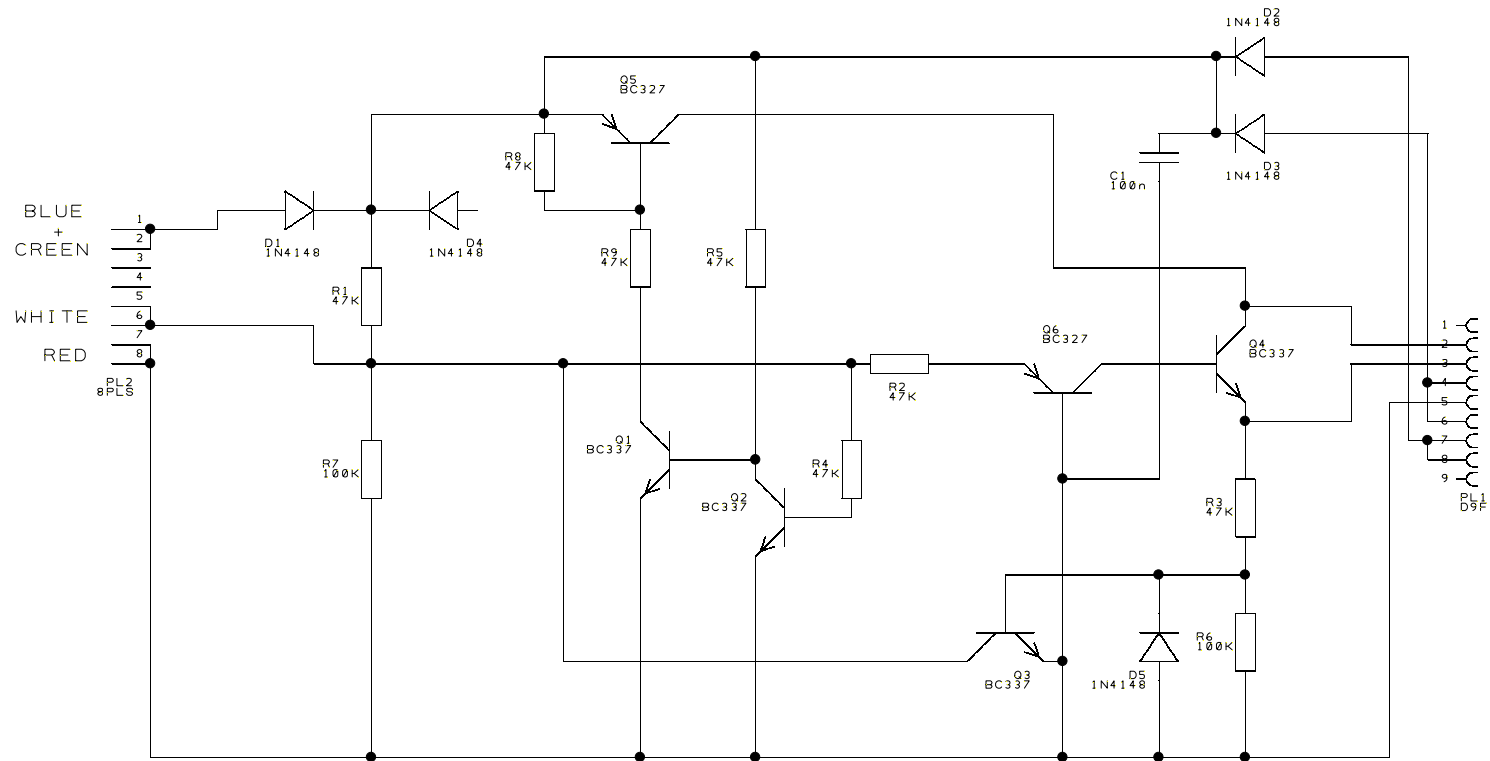 D2
1N4148
Q5
BC327
R8
47K
D3
1N4148
C1
100n
BLUE
+
CREEN
1
2
3
4
5
6
7
8
WHITE
RED
PL2
8PLS
D1
1N4148
D4
1N4148
R9
47K
R5
47K
R1
47K
Q6
BC327
Q4
BC337
R2
47K
1
2
3
4
5
6
7
8
9
PL1
D9F
Q1
BC337
R7
100K
R4
47K
Q2
BC337
R3
47K
R6
100K
Q3
BC337
D5
1N4148